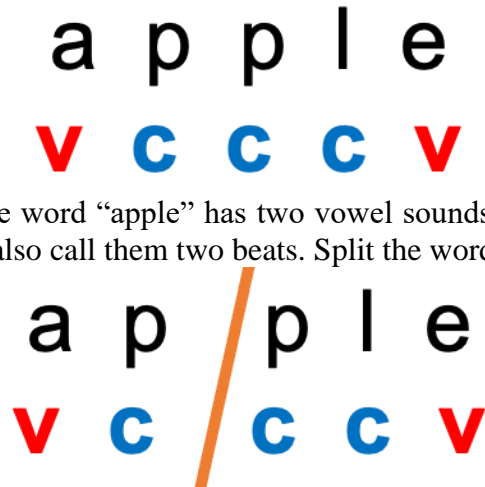 a p p l e
v c c c v
e word “apple” has two vowel sounds
also call them two beats. Split the word
a p / p l e
v c c c v